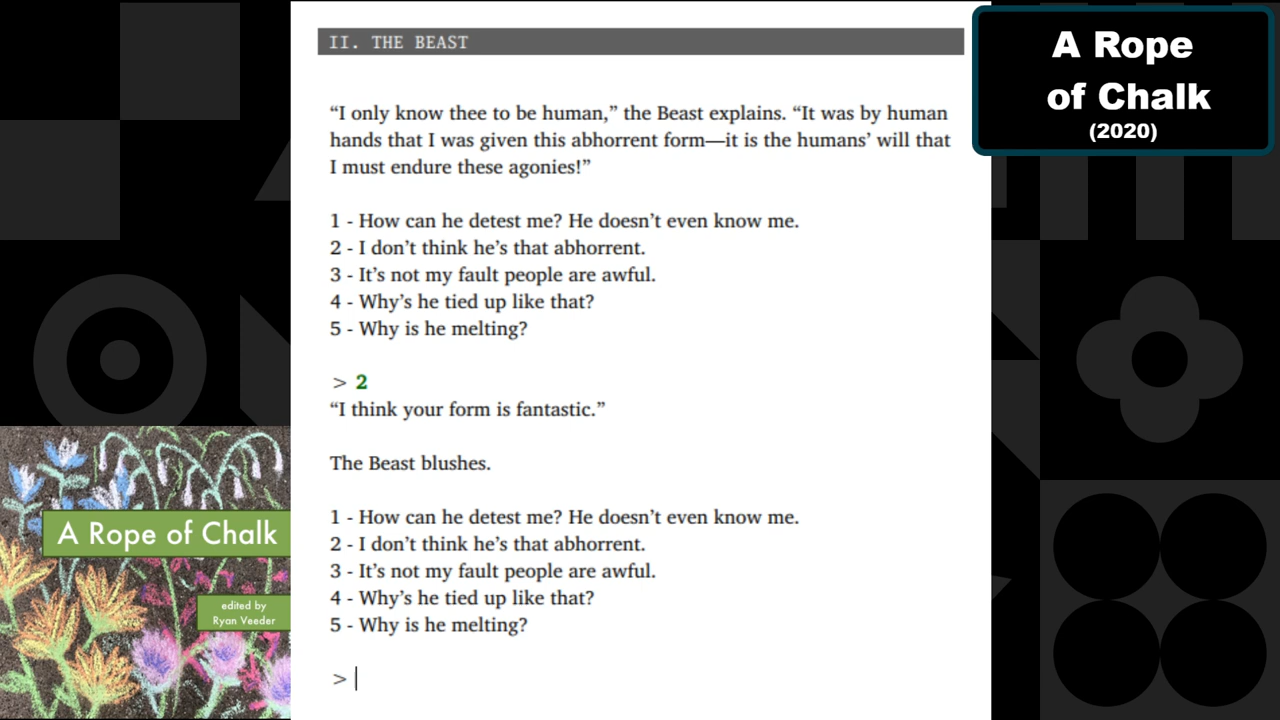 II. THE BEAST
“I only know thee to be human,” the Beast explains. “It was by human
hands that I was given this abhorrent form—it is the humans’ will that
I must endure these agonies!”
1 - How can he detest me? He doesn’t even know me.
2 - I don’t think he’s that abhorrent.
3 - It’s not my fault people are awful.
4 - Why’s he tied up like that?
5 - Why is he melting?
> 2
“I think your form is fantastic.”
The Beast blushes.
1 - How can he detest me? He doesn’t even know me.
2 - I don’t think he’s that abhorrent.
3 - It’s not my fault people are awful.
4 - Why’s he tied up like that?
5 - Why is he melting?
>
A Rope
of Chalk
(2020)
A Rope of Chalk
edited by
Ryan Veeder